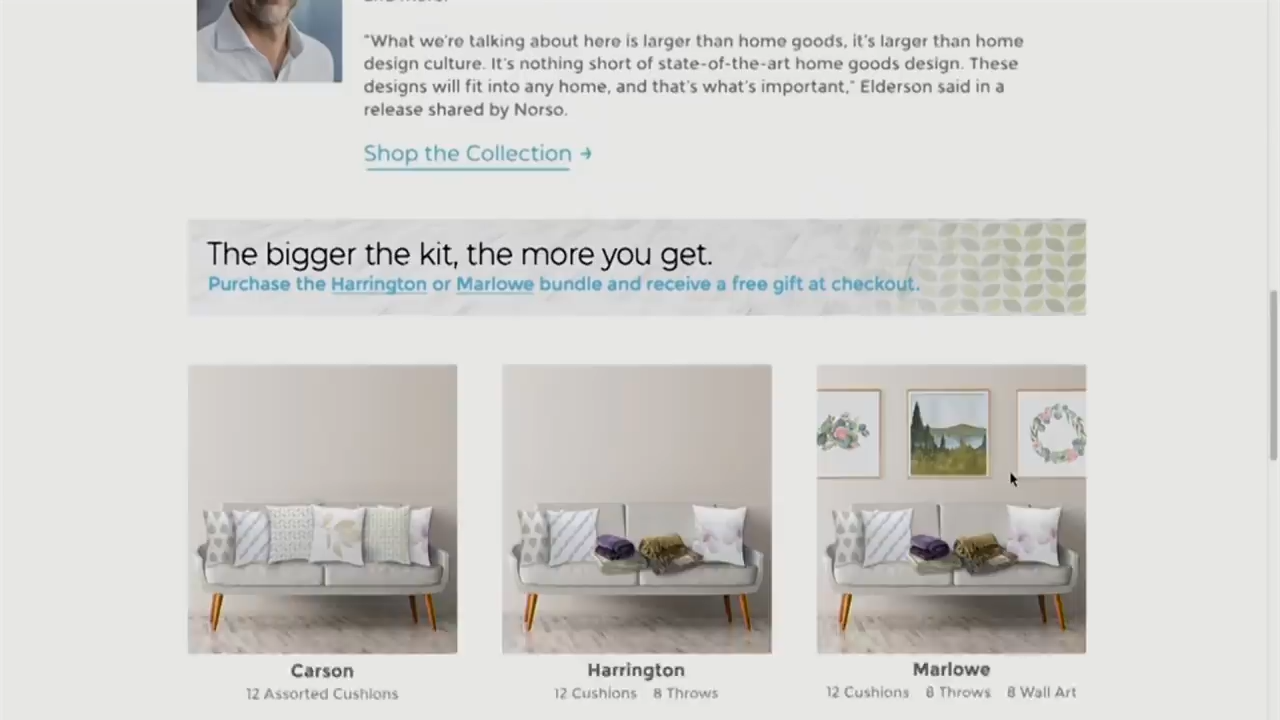 "What we're talking about here is larger than home goods, it's larger than home
design culture. It's nothing short of state-of-the-art home goods design. These
designs will fit into any home, and that's what's important," Elderson said in a
release shared by Norso.
Shop the Collection →
The bigger the kit, the more you get.
Purchase the Harrington or Marlowe bundle and receive a free gift at checkout.
Carson
12 Assorted Cushions
Harrington
12 Cushions 8 Throws
Marlowe
12 Cushions 8 Throws 8 Wall Art